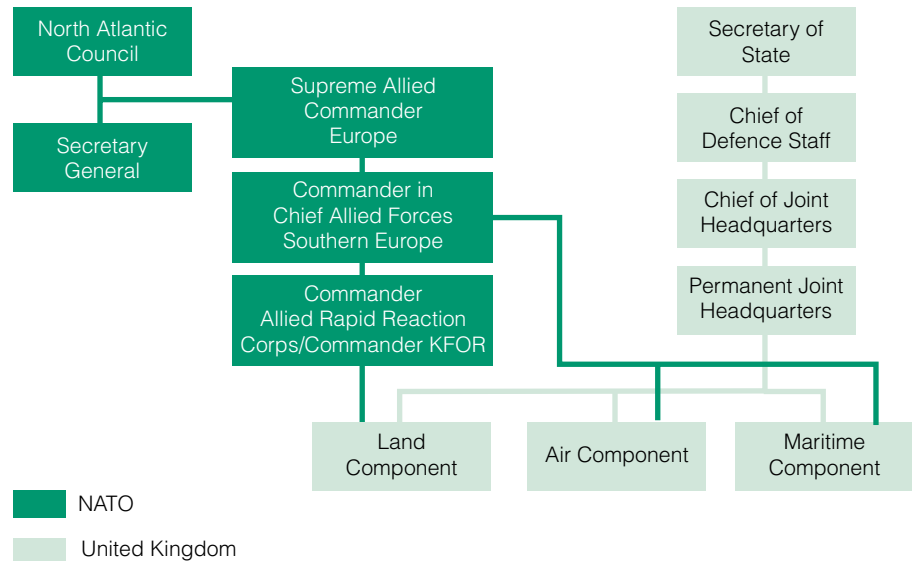 North Atlantic
Council
Secretary
General
Supreme Allied
Commander
Europe
Commander in
Chief Allied Forces
Southern Europe
Commander
Allied Rapid Reaction
Corps/Commander KFOR
Secretary of
State
Chief of
Defence Staff
Chief of Joint
Headquarters
Permanent Joint
Headquarters
Land
Component
Air Component
Maritime
Component
NATO
United Kingdom